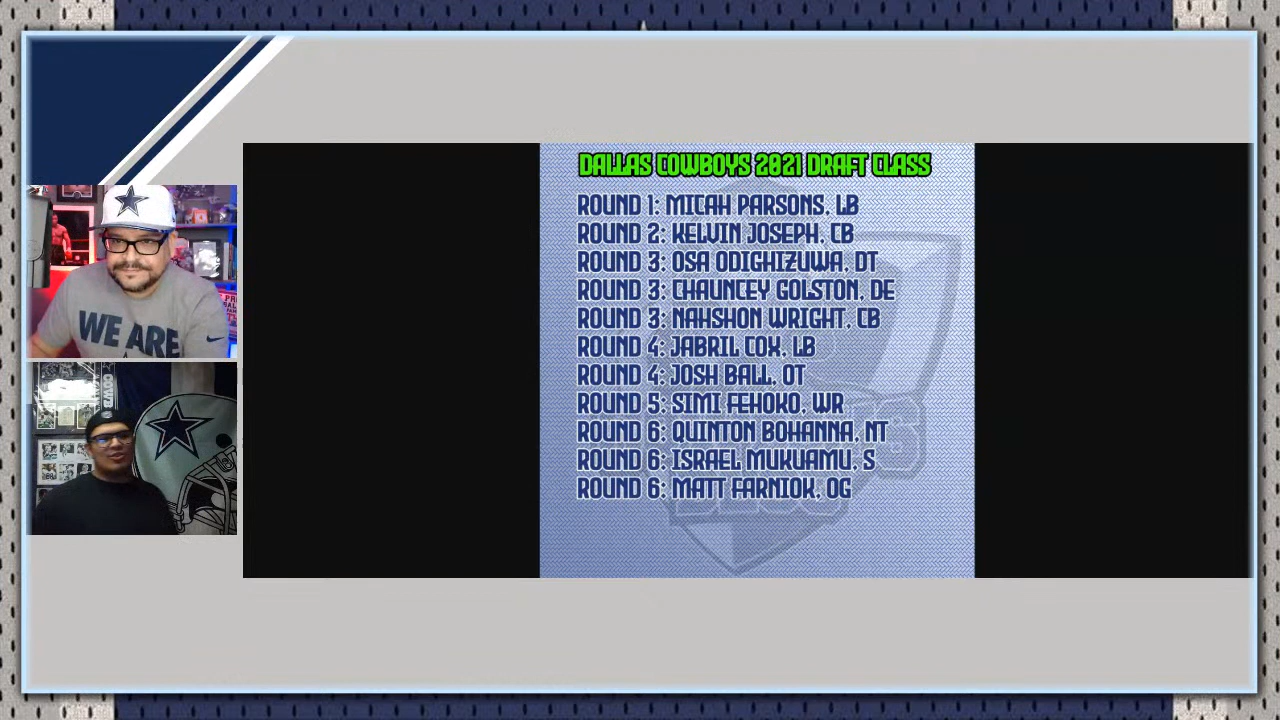 DALLAS COWBOYS 2021 DRAFT CLASS
ROUND 1: MICAH PARSONS, LB
ROUND 2: KELVIN JOSEPH, CB
ROUND 3: OSA ODIGHIZUWA, DT
ROUND 3: CHAUNCEY GOLSTON, DE
ROUND 3: NAHSHON WRIGHT, CB
ROUND 4: JABRIL COX, LB
ROUND 4: JOSH BALL, OT
ROUND 5: SIMI FEHOKO, WR
ROUND 6: QUINTON BOHANNA, NT
ROUND 6: ISRAEL MUKUAMU, S
ROUND 6: MATT FARNIOK, OG
WE ARE